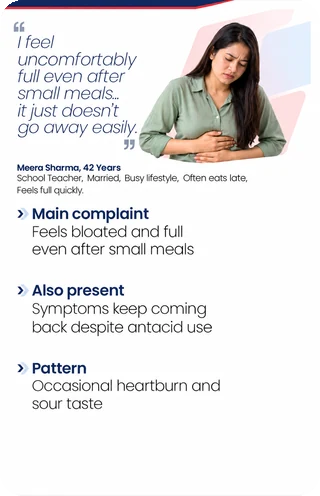 “
I feel
uncomfortably
full even after
small meals...
it just doesn't
go away easily.
”
Meera Sharma, 42 Years
School Teacher, Married, Busy lifestyle, Often eats late,
Feels full quickly.
Main complaint
Feels bloated and full
even after small meals
Also present
Symptoms keep coming
back despite antacid use
Pattern
Occasional heartburn and
sour taste